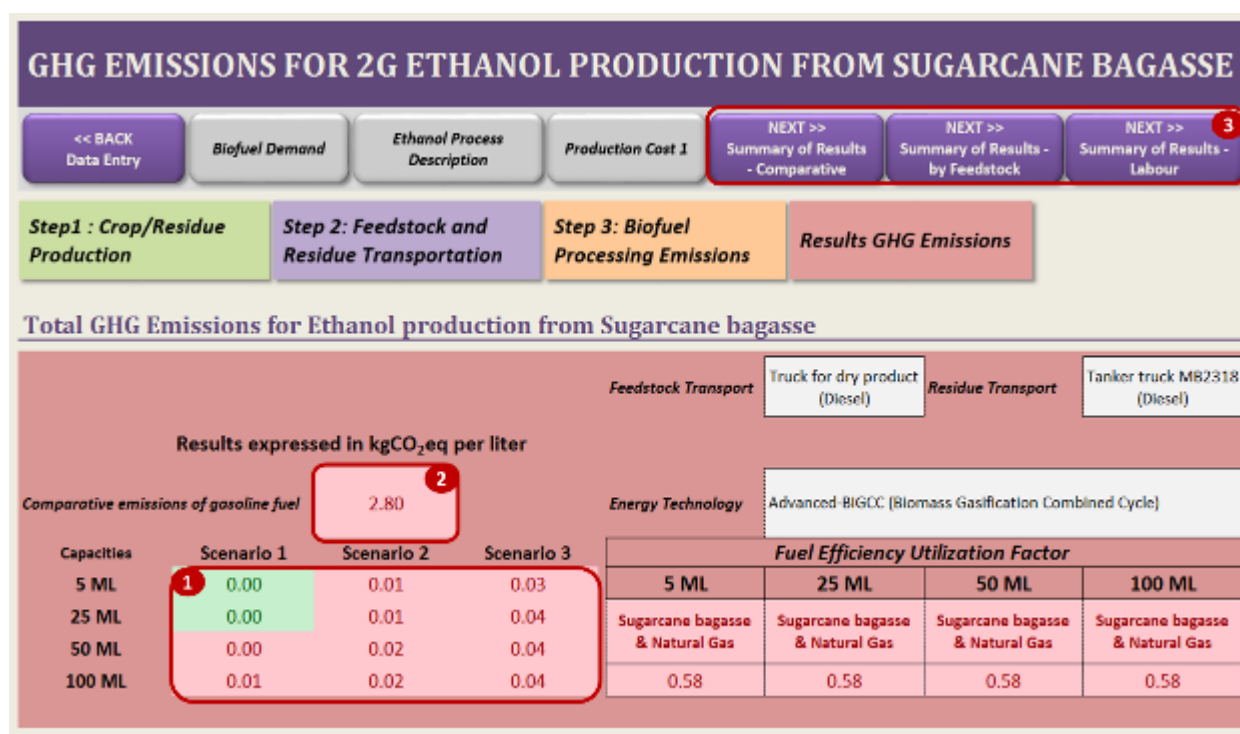 GHG EMISSIONS FOR 2G ETHANOL PRODUCTION FROM SUGARCANE BAGASSE
<< BACK
Data Entry
Biofuel Demand
Ethanol Process
Description
Production Cost 1
NEXT >>
Summary of Results
- Comparative
NEXT >>
Summary of Results -
by Feedstock
NEXT >>
Summary of Results -
Labour
3
Step1 : Crop/Residue
Production
Step 2: Feedstock and
Residue Transportation
Step 3: Biofuel
Processing Emissions
Results GHG Emissions
Total GHG Emissions for Ethanol production from Sugarcane bagasse
Feedstock Transport
Truck for dry product
(Diesel)
Residue Transport
Tanker truck MB2318
(Diesel)
Results expressed in kgCO₂eq per liter
Comparative emissions of gasoline fuel
2.80
2
Energy Technology
Advanced-BIGCC (Biomass Gasification Combined Cycle)
Capacities Scenario 1 Scenario 2 Scenario 3
1
5 ML 0.00 0.01 0.03
25 ML 0.00 0.01 0.04
50 ML 0.00 0.02 0.04
100 ML 0.01 0.02 0.04
Fuel Efficiency Utilization Factor
5 ML 25 ML 50 ML 100 ML
Sugarcane bagasse Sugarcane bagasse Sugarcane bagasse Sugarcane bagasse
& Natural Gas & Natural Gas & Natural Gas & Natural Gas
0.58 0.58 0.58 0.58